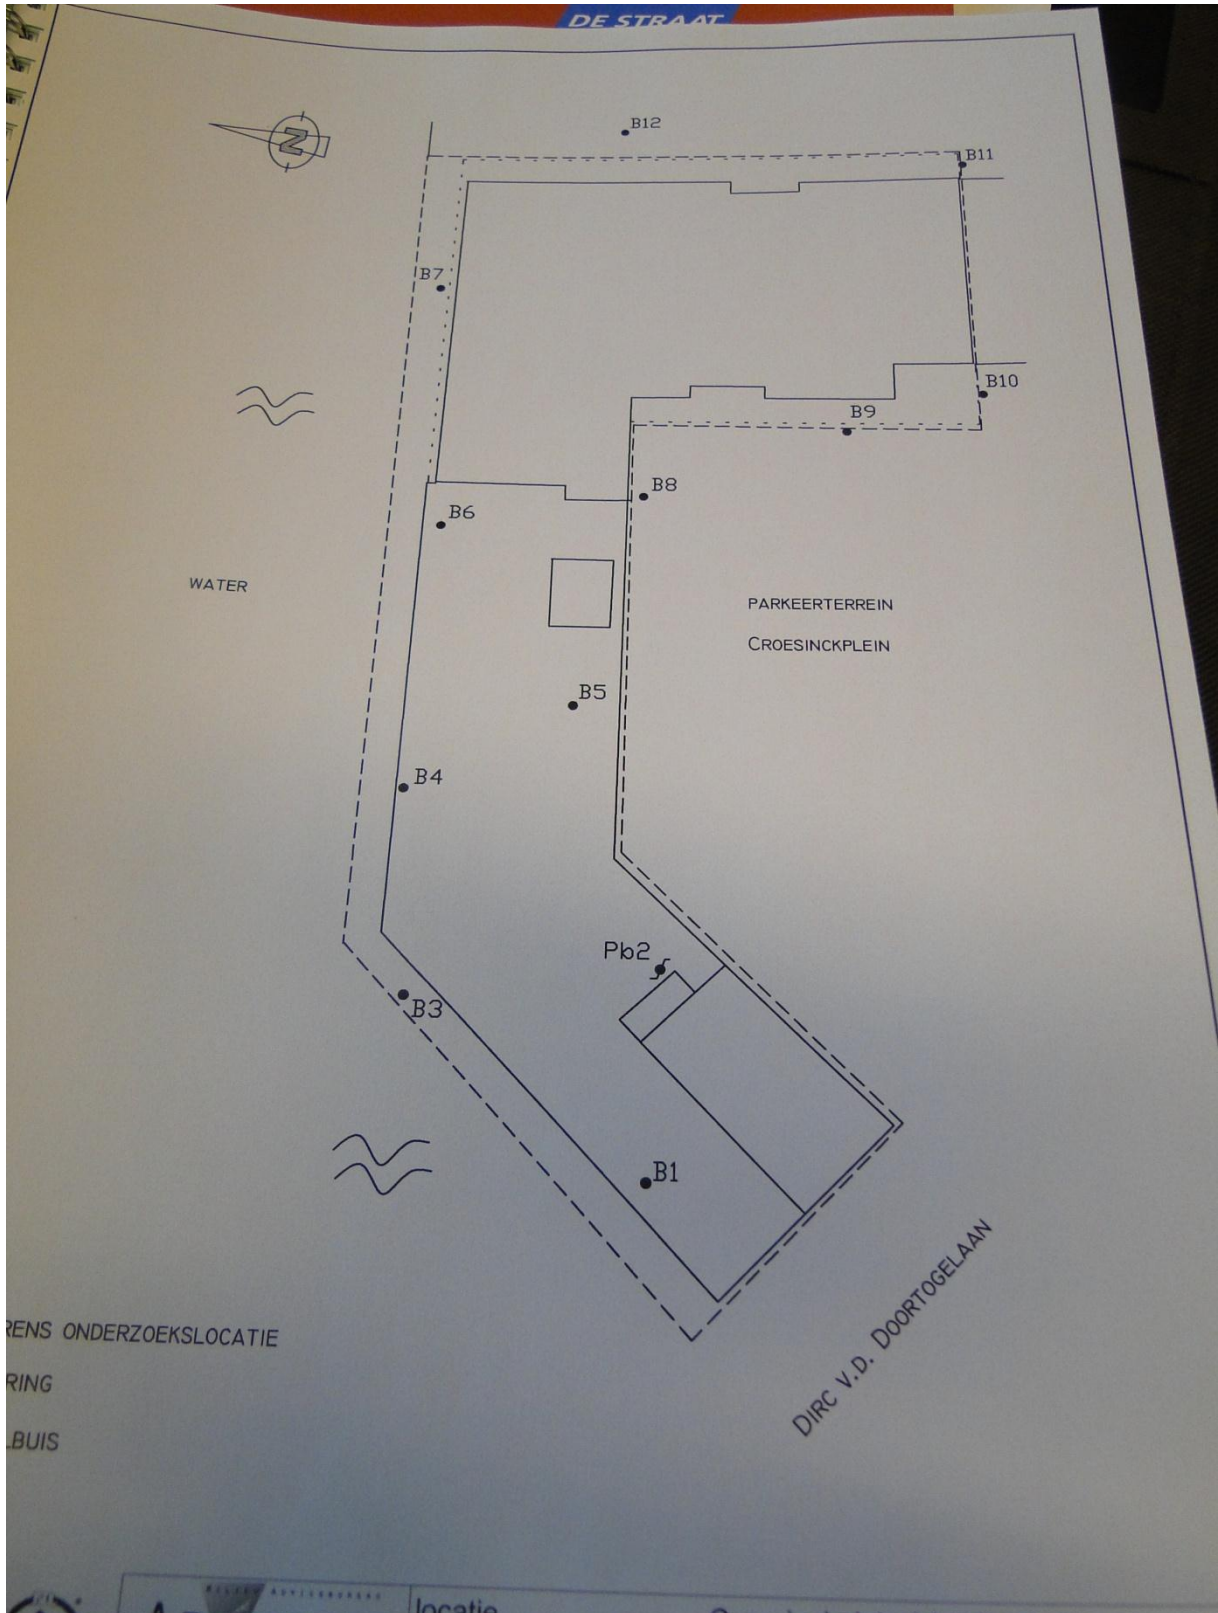 DE STRAAT
N
B12
B11
B7
B10
B9
B8
B6
WATER
PARKEERTERREIN
CROESINCKPLEIN
B5
B4
Pb2
B3
B1
DIRC V.D. DOORTOGELAAN
RENS ONDERZOEKSLOCATIE
RING
LBUIS
locatie